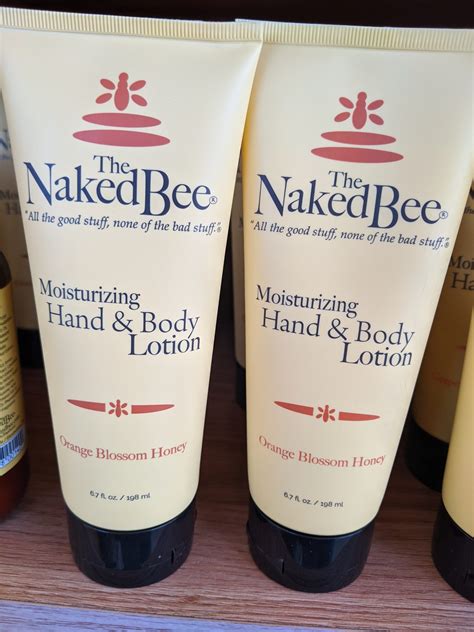 The
NakedBee®
"All the good stuff, none of the bad stuff."®
Moisturizing
Hand & Body
Lotion
Orange Blossom Honey
6.7 fl. oz. / 198 ml
The
NakedBee®
"All the good stuff, none of the bad stuff."®
Moisturizing
Hand & Body
Lotion
Orange Blossom Honey
6.7 fl. oz. / 198 ml